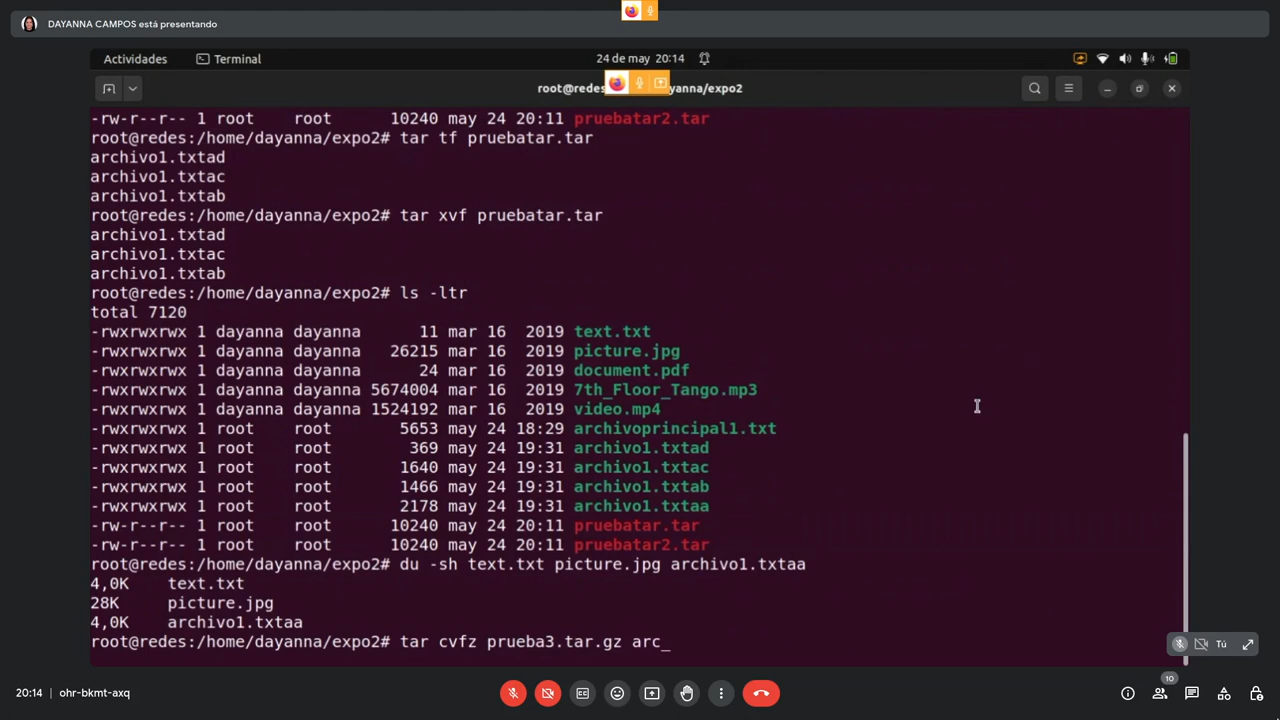 DAYANNA CAMPOS está presentando
Actividades Terminal 24 de may 20:14
root@redes yanna/expo2
-rw-r--r-- 1 root root 10240 may 24 20:11 pruebatar2.tar
root@redes:/home/dayanna/expo2# tar tf pruebatar.tar
archivo1.txtad
archivo1.txtac
archivo1.txtab
root@redes:/home/dayanna/expo2# tar xvf pruebatar.tar
archivo1.txtad
archivo1.txtac
archivo1.txtab
root@redes:/home/dayanna/expo2# ls -ltr
total 7120
-rwxrwxrwx 1 dayanna dayanna 11 mar 16 2019 text.txt
-rwxrwxrwx 1 dayanna dayanna 26215 mar 16 2019 picture.jpg
-rwxrwxrwx 1 dayanna dayanna 24 mar 16 2019 document.pdf
-rwxrwxrwx 1 dayanna dayanna 5674004 mar 16 2019 7th_Floor_Tango.mp3
-rwxrwxrwx 1 dayanna dayanna 1524192 mar 16 2019 video.mp4
-rwxrwxrwx 1 root root 5653 may 24 18:29 archivoprincipal1.txt
-rwxrwxrwx 1 root root 369 may 24 19:31 archivo1.txtad
-rwxrwxrwx 1 root root 1640 may 24 19:31 archivo1.txtac
-rwxrwxrwx 1 root root 1466 may 24 19:31 archivo1.txtab
-rwxrwxrwx 1 root root 2178 may 24 19:31 archivo1.txtaa
-rw-r--r-- 1 root root 10240 may 24 20:11 pruebatar.tar
-rw-r--r-- 1 root root 10240 may 24 20:11 pruebatar2.tar
root@redes:/home/dayanna/expo2# du -sh text.txt picture.jpg archivo1.txtaa
4,0K text.txt
28K picture.jpg
4,0K archivo1.txtaa
root@redes:/home/dayanna/expo2# tar cvfz prueba3.tar.gz arc_
Tú
20:14 ohr-bkmt-axq
10